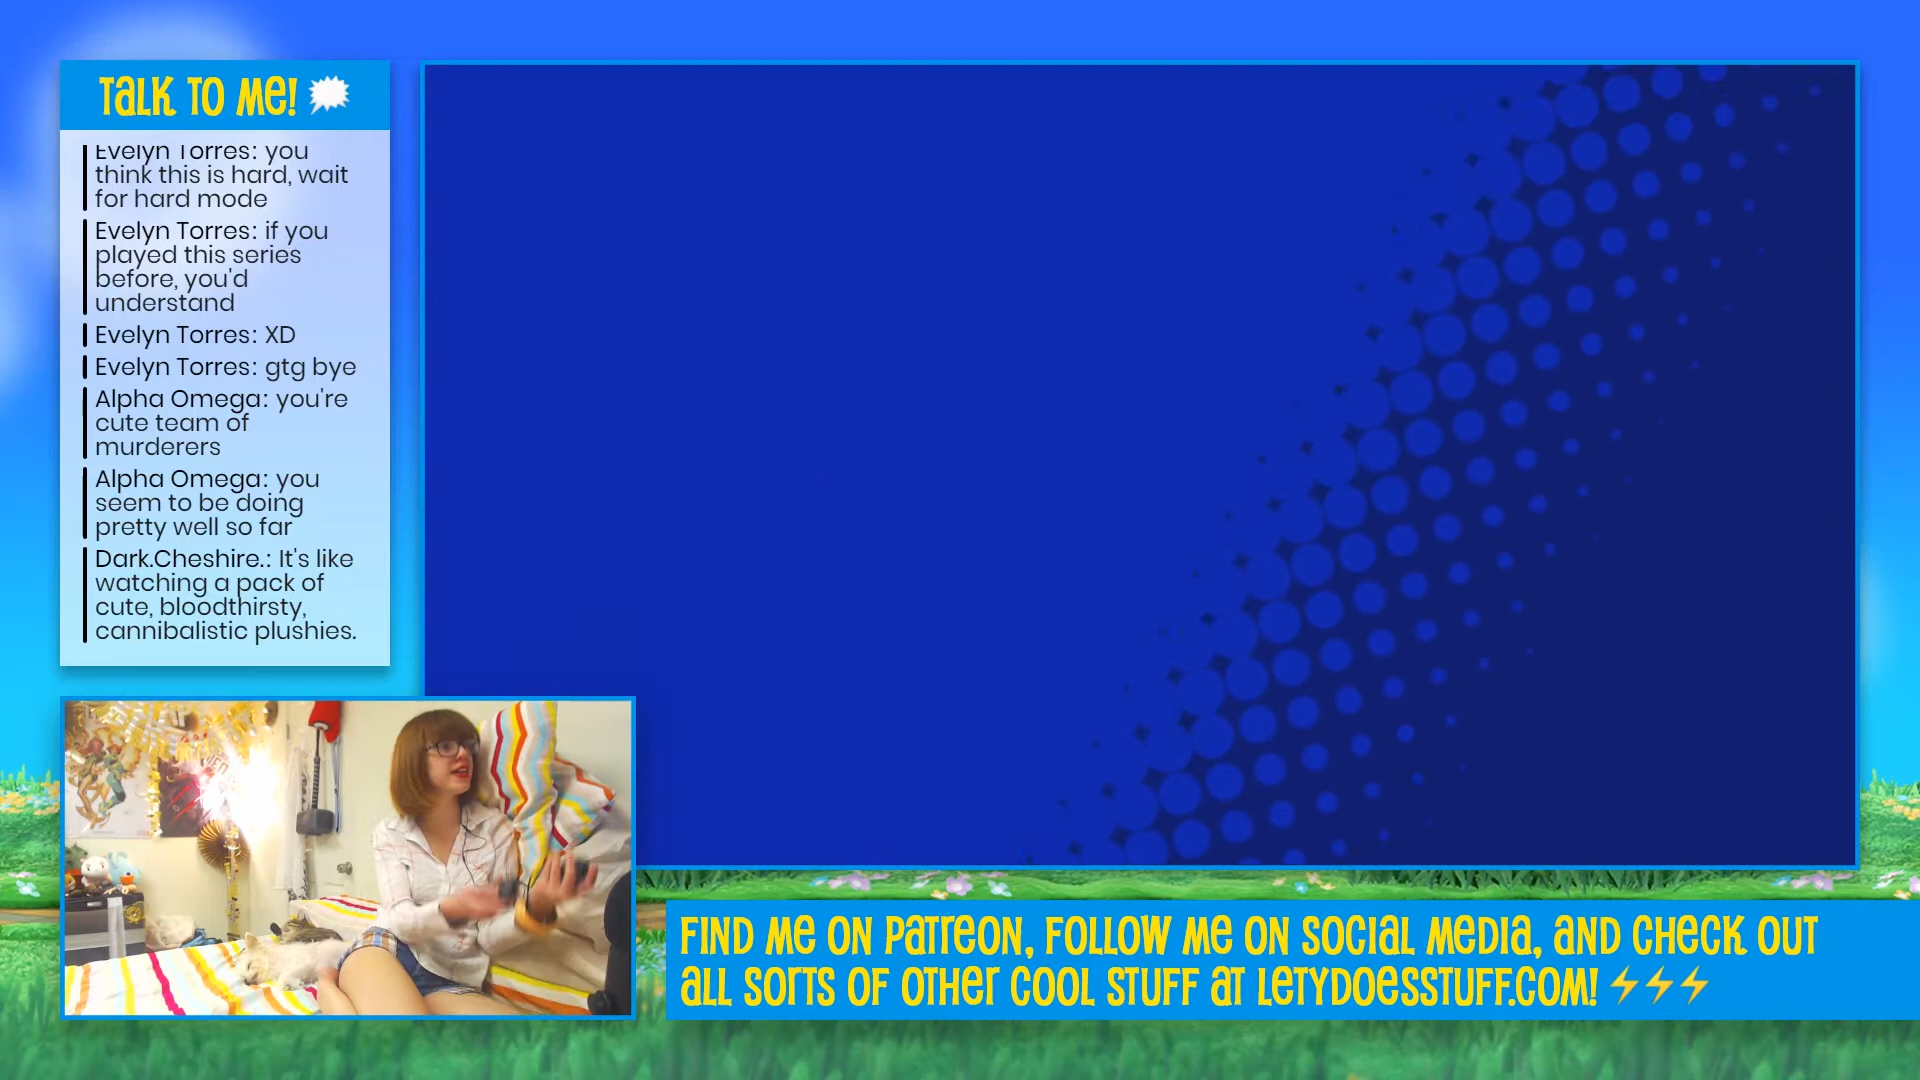 TALK TO ME!
Evelyn Torres: you
think this is hard, wait
for hard mode
Evelyn Torres: if you
played this series
before, you'd
understand
Evelyn Torres: XD
Evelyn Torres: gtg bye
Alpha Omega: you're
cute team of
murderers
Alpha Omega: you
seem to be doing
pretty well so far
Dark.Cheshire.: It's like
watching a pack of
cute, bloodthirsty,
cannibalistic plushies.
FIND ME ON PATREON, FOLLOW ME ON SOCIAL MEDIA, AND CHECK OUT
ALL SORTS OF OTHER COOL STUFF AT LETYDOESSTUFF.COM! ⚡⚡⚡